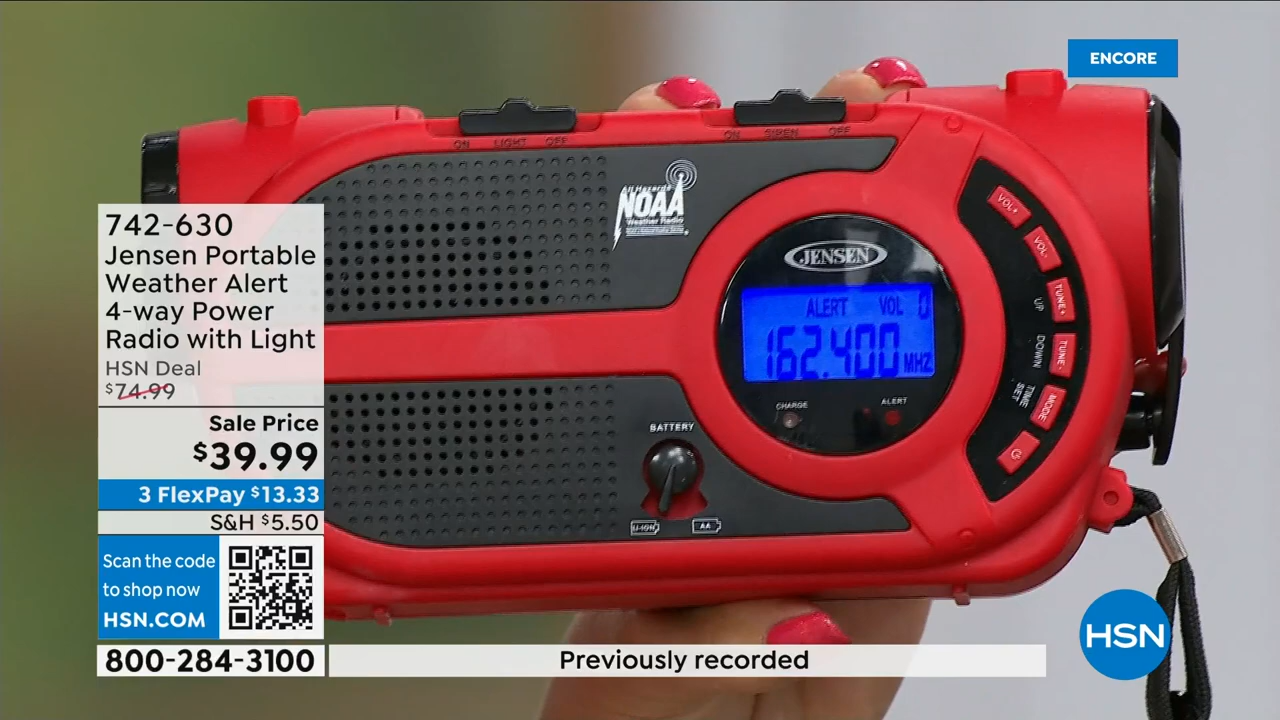 ENCORE
ON LIGHT OFF
ON SIREN OFF
All Hazards
NOAA
Weather Radio
JENSEN
ALERT VOL 0
162.400 MHZ
CHARGE
ALERT
VOL+
VOL-
TUNE+
UP
TUNE-
DOWN
MODE
TIME
SET
BATTERY
LI-ION
AA
742-630
Jensen Portable
Weather Alert
4-way Power
Radio with Light
HSN Deal
$74.99
Sale Price
$39.99
3 FlexPay $13.33
S&H $5.50
Scan the code
to shop now
HSN.COM
800-284-3100
Previously recorded
HSN